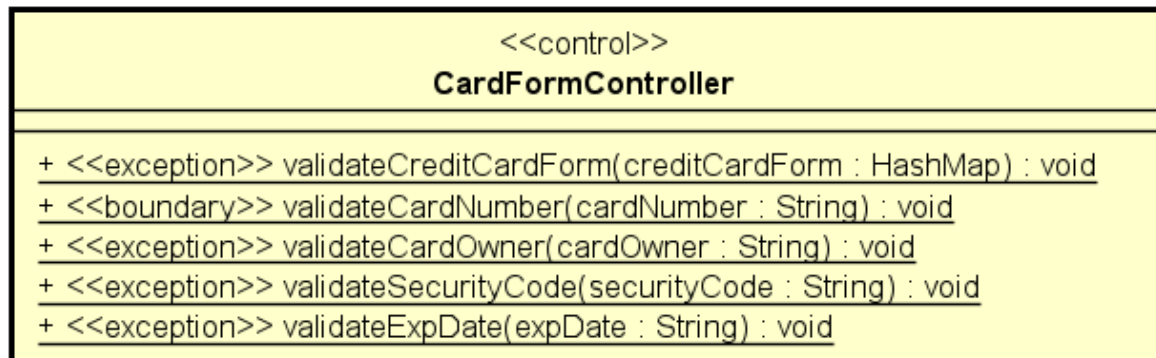 <<control>>
CardFormController
+ <<exception>> validateCreditCardForm(creditCardForm : HashMap) : void
+ <<boundary>> validateCardNumber(cardNumber : String) : void
+ <<exception>> validateCardOwner(cardOwner : String) : void
+ <<exception>> validateSecurityCode(securityCode : String) : void
+ <<exception>> validateExpDate(expDate : String) : void